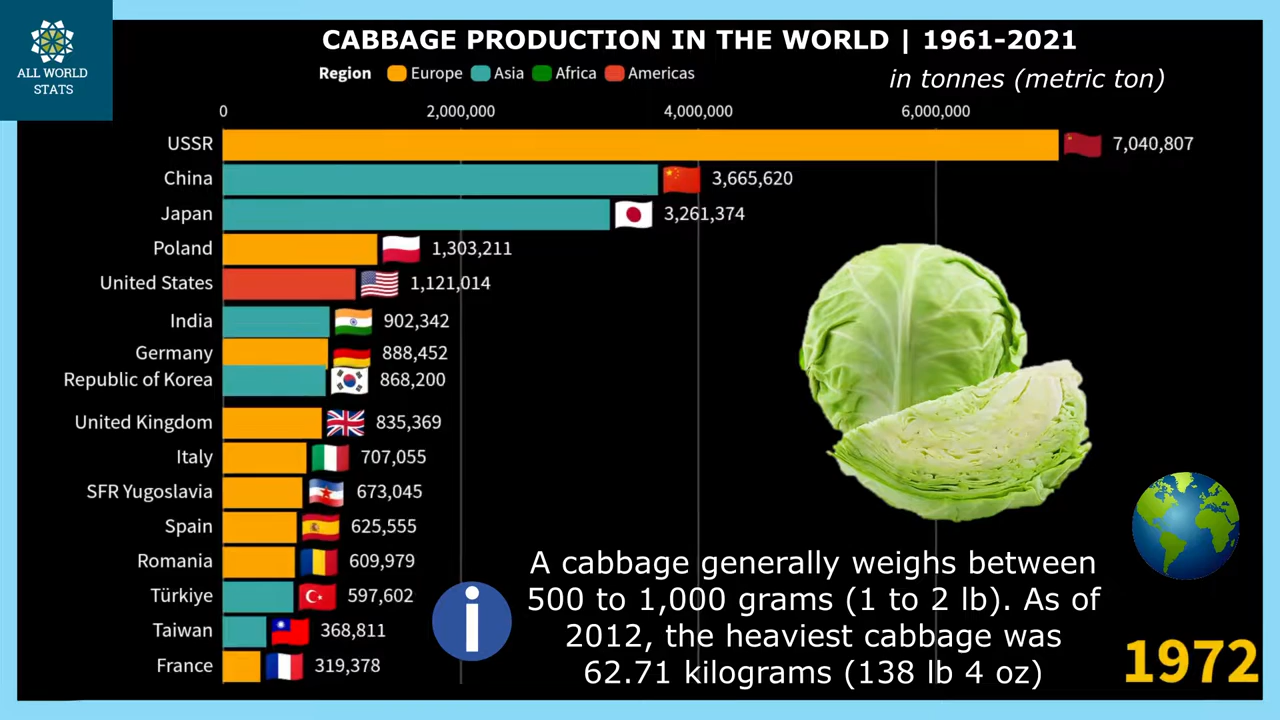 ALL WORLD
STATS
CABBAGE PRODUCTION IN THE WORLD | 1961-2021
Region Europe Asia Africa Americas
in tonnes (metric ton)
0 2,000,000 4,000,000 6,000,000
USSR 7,040,807
China 3,665,620
Japan 3,261,374
Poland 1,303,211
United States 1,121,014
India 902,342
Germany 888,452
Republic of Korea 868,200
United Kingdom 835,369
Italy 707,055
SFR Yugoslavia 673,045
Spain 625,555
Romania 609,979
Türkiye 597,602
Taiwan 368,811
France 319,378
i
A cabbage generally weighs between
500 to 1,000 grams (1 to 2 lb). As of
2012, the heaviest cabbage was
62.71 kilograms (138 lb 4 oz)
1972